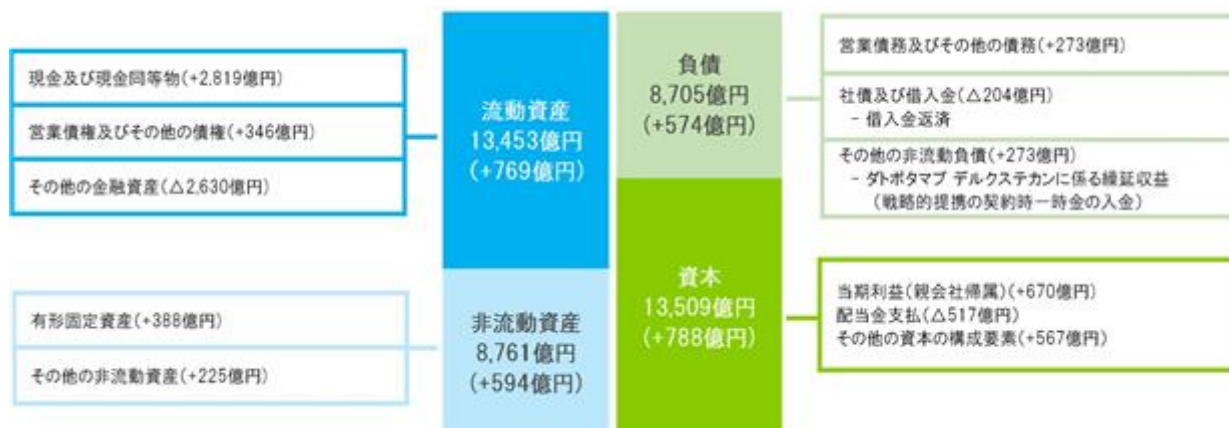 現金及び現金同等物(+2,819億円)
営業債権及びその他の債権(+346億円)
その他の金融資産(△2,630億円)
有形固定資産(+388億円)
その他の非流動資産(+225億円)
流動資産
13,453億円
(+769億円)
非流動資産
8,761億円
(+594億円)
負債
8,705億円
(+574億円)
資本
13,509億円
(+788億円)
営業債務及びその他の債務(+273億円)
社債及び借入金(△204億円)
- 借入金返済
その他の非流動負債(+273億円)
- ダトポタマブ デルクステカンに係る繰延収益
(戦略的提携の契約時一時金の入金)
当期利益(親会社帰属)(+670億円)
配当金支払(△517億円)
その他の資本の構成要素(+567億円)